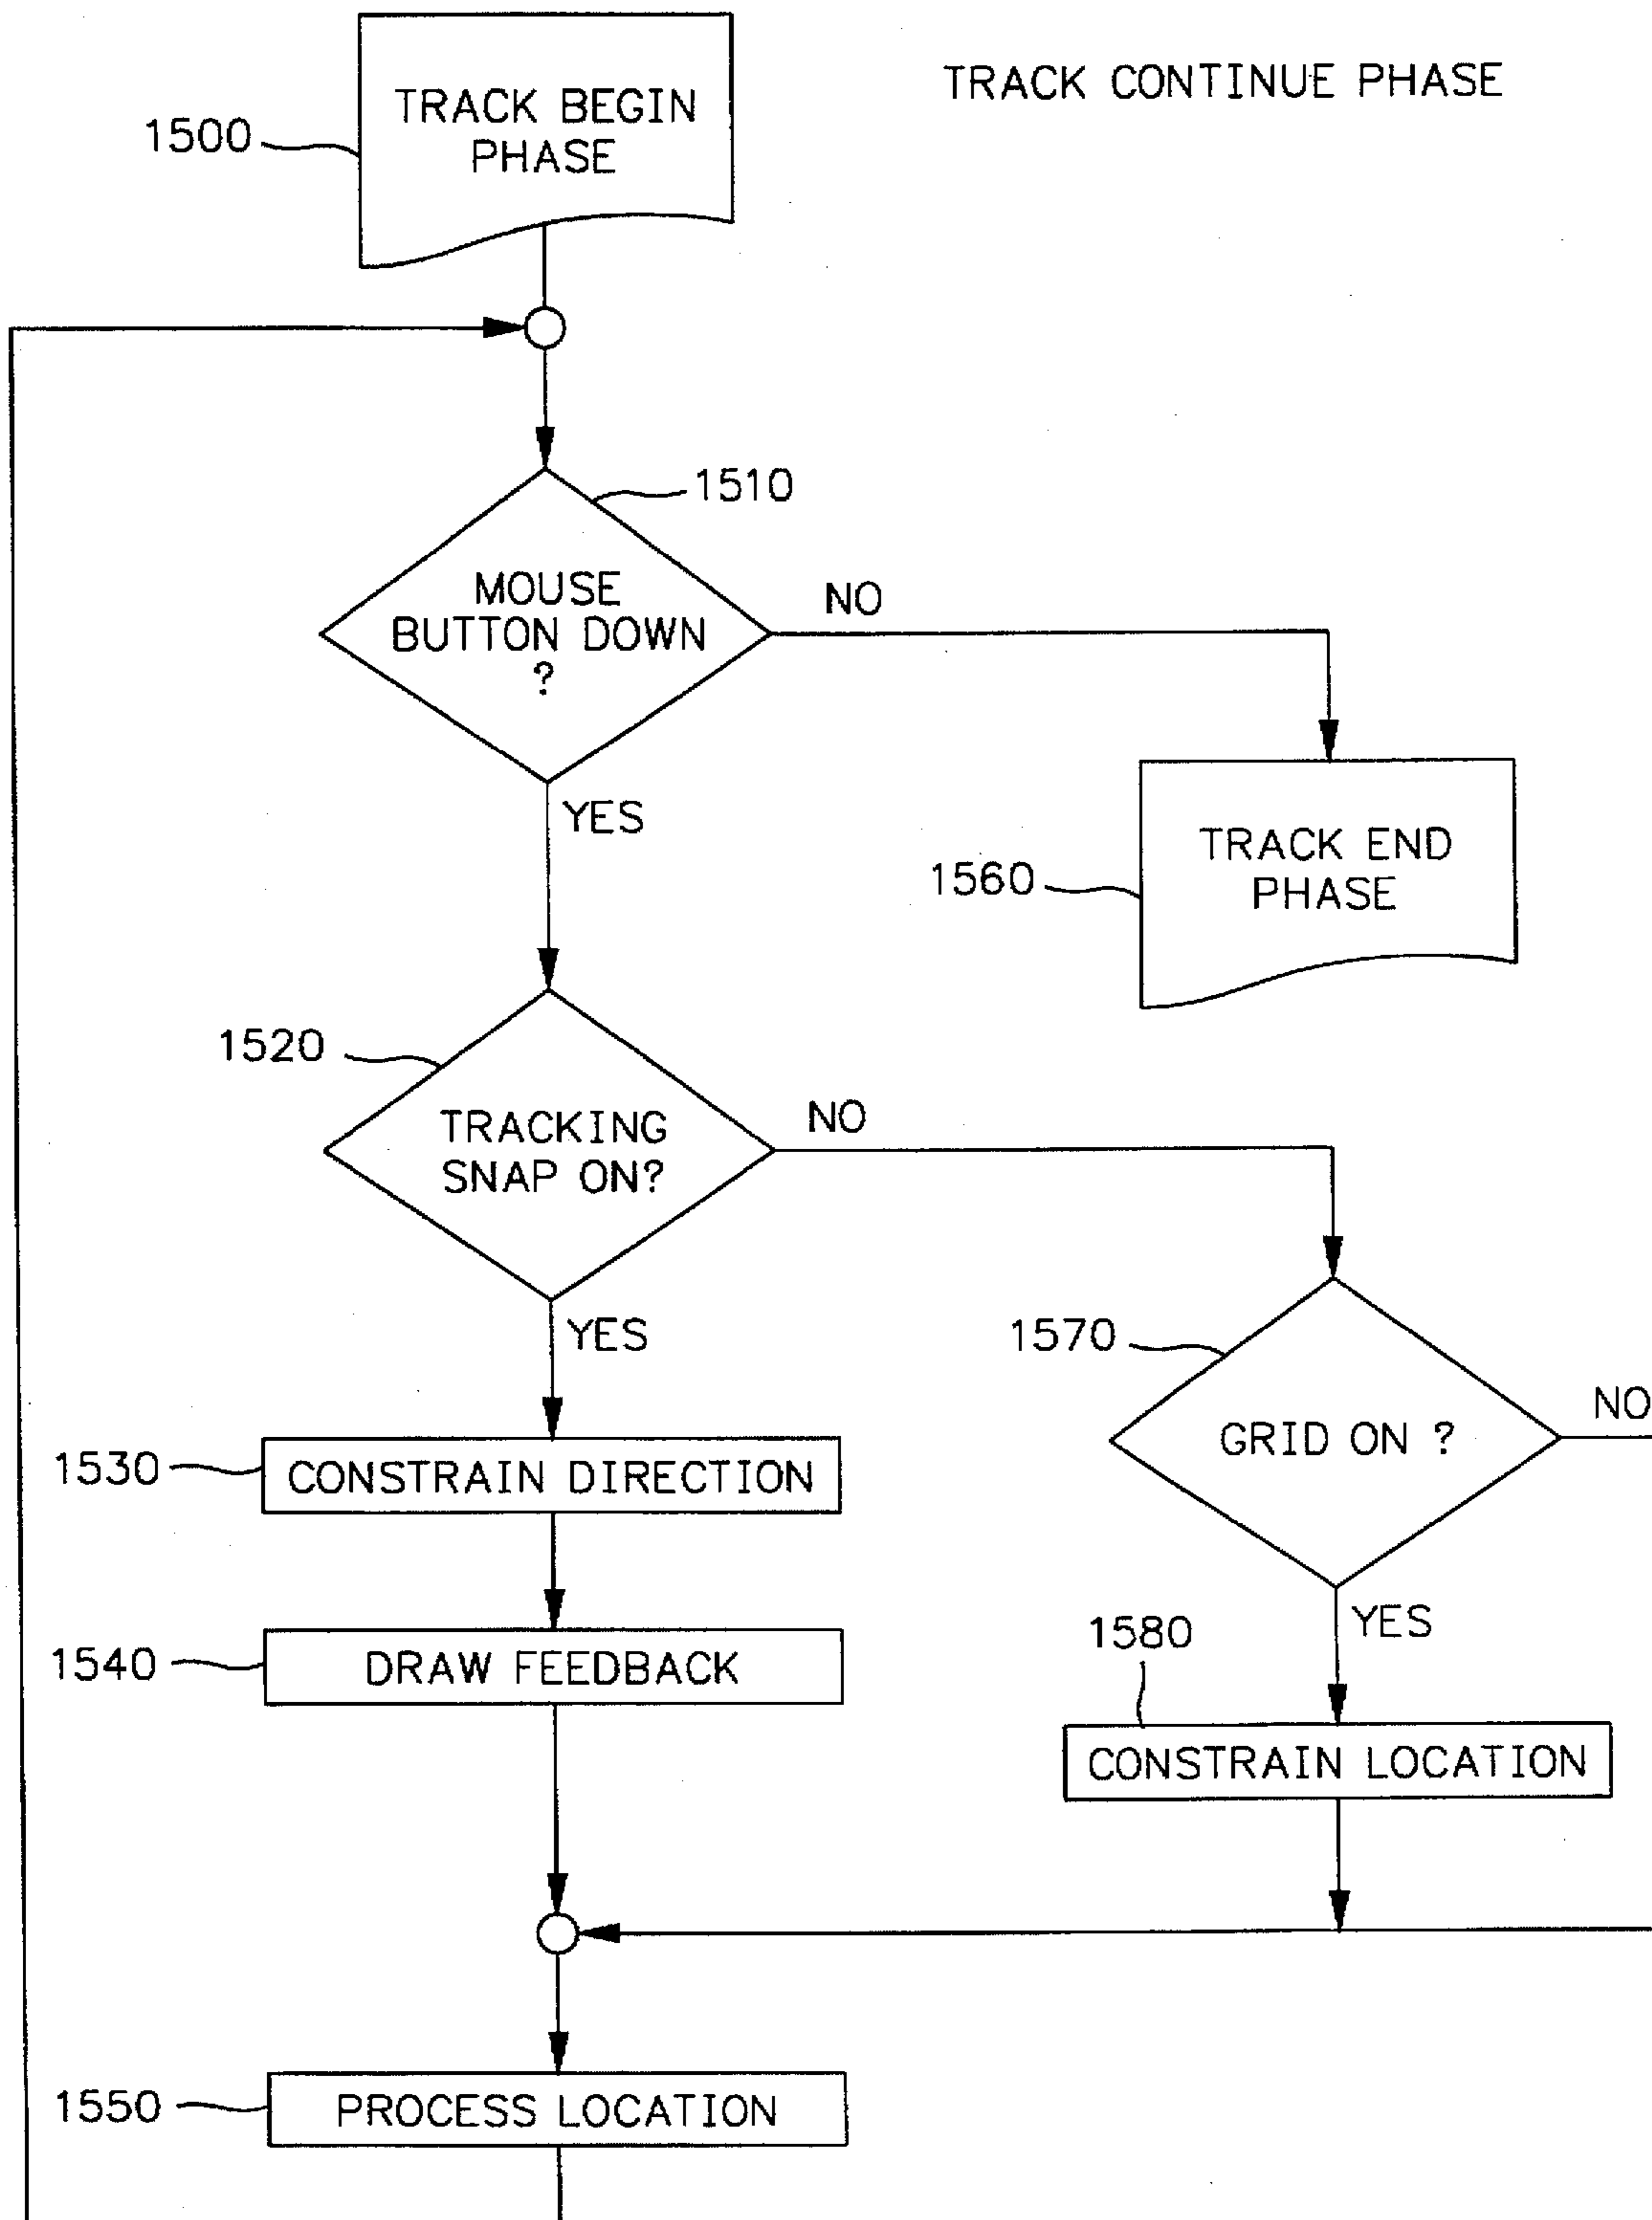 TRACK CONTINUE PHASE
TRACK BEGIN
PHASE
1500
1510
MOUSE
BUTTON DOWN
?
NO
YES
TRACK END
PHASE
1560
1520
TRACKING
SNAP ON?
NO
YES
1570
GRID ON ?
NO
YES
1530
CONSTRAIN DIRECTION
1540
DRAW FEEDBACK
1580
CONSTRAIN LOCATION
1550
PROCESS LOCATION